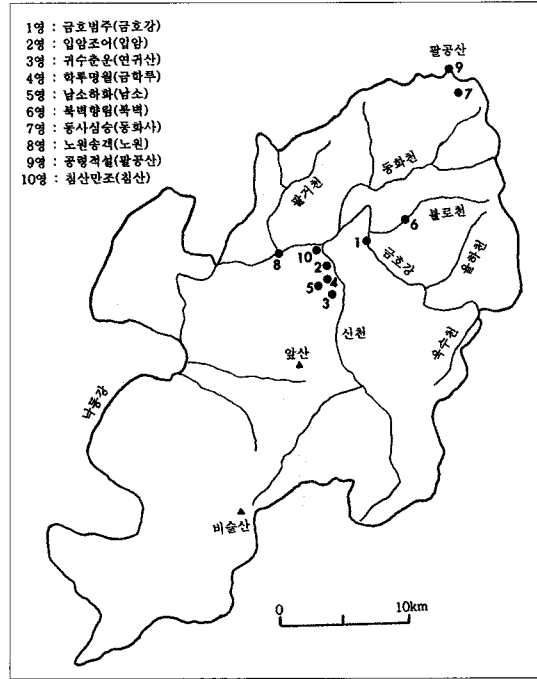 1영 : 금호범주(금호강)
2영 : 입암조어(입암)
3영 : 귀수춘운(연귀산)
4영 : 학루명월(금학루)
5영 : 남소하화(남소)
6영 : 북벽향림(북벽)
7영 : 동사심승(동화사)
8영 : 노원송객(노원)
9영 : 공령적설(팔공산)
10영 : 침산만조(침산)
팔공산
9
7
동화천
팔거천
6
불로천
1
금호강
율하천
10
8
2
4
5
3
신천
욱수천
앞산
낙동강
비슬산
0
10km